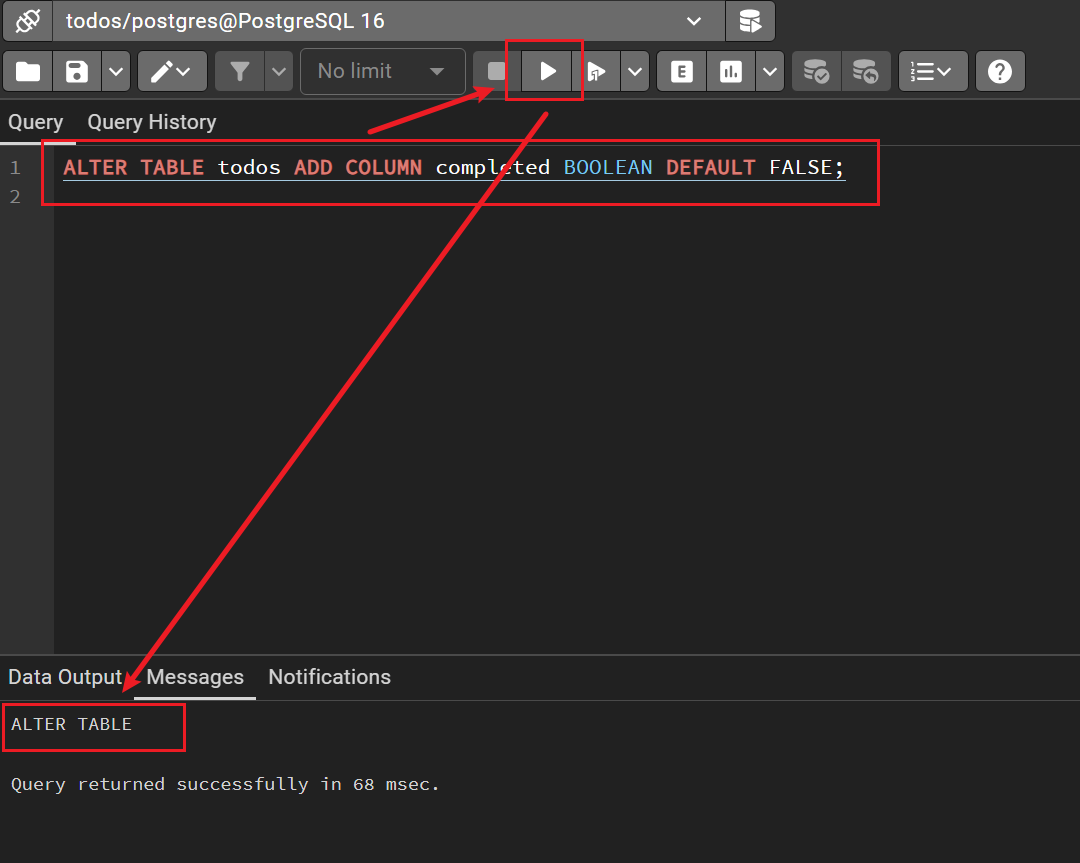 todos/postgres@PostgreSQL 16
No limit
Query Query History
1 ALTER TABLE todos ADD COLUMN completed BOOLEAN DEFAULT FALSE;
2
Data Output Messages Notifications
ALTER TABLE
Query returned successfully in 68 msec.